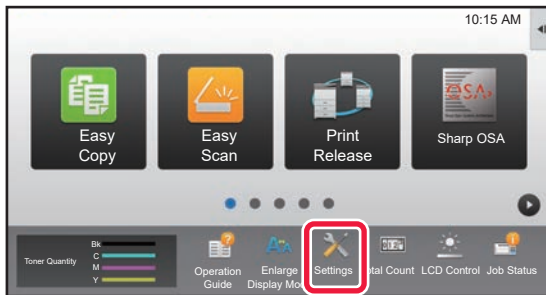 10:15 AM
Easy
Copy
Easy
Scan
Print
Release
Sharp OSA
Toner Quantity
Bk
C
M
Y
Operation
Guide
Enlarge
Display Mo
Settings
tal Count
LCD Control
Job Status